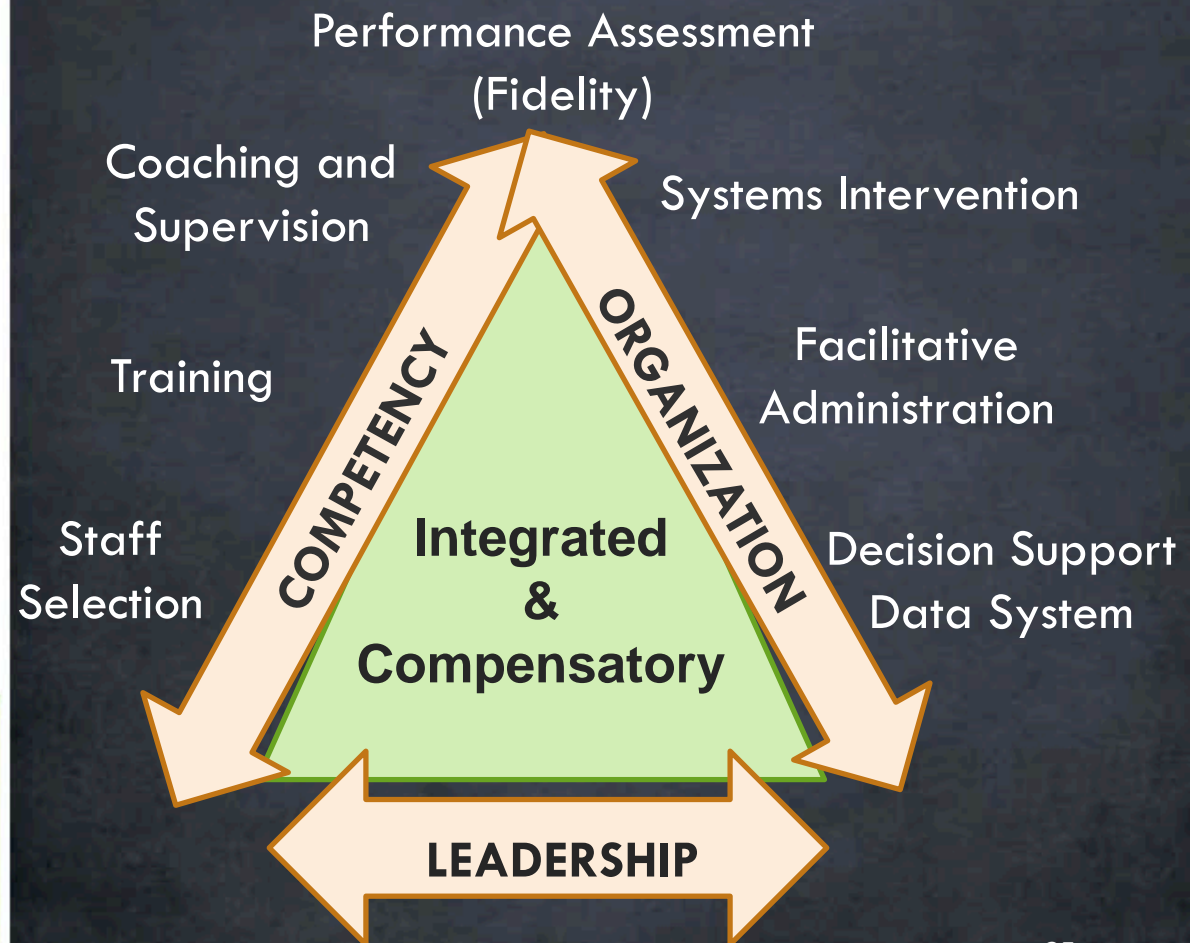 Performance Assessment
(Fidelity)
Coaching and
Supervision
Systems Intervention
Training
Facilitative
Administration
Staff
Selection
Decision Support
Data System
COMPETENCY
ORGANIZATION
Integrated
&
Compensatory
LEADERSHIP